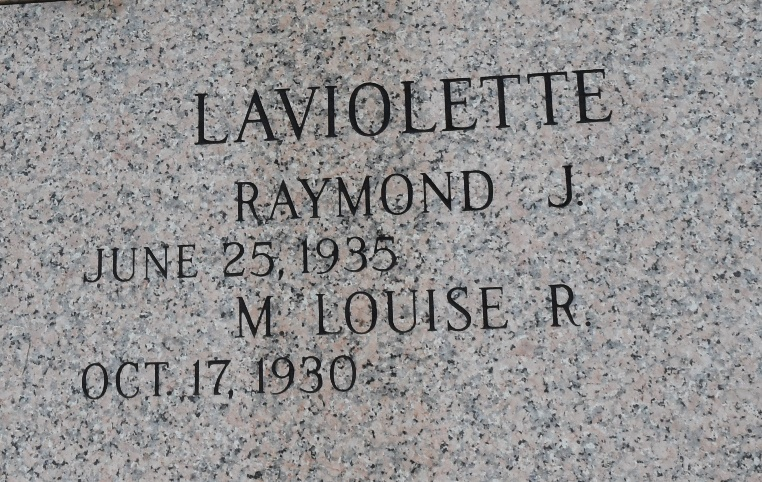 LAVIOLETTE
RAYMOND J.
JUNE 25, 1935
M LOUISE R.
OCT. 17, 1930